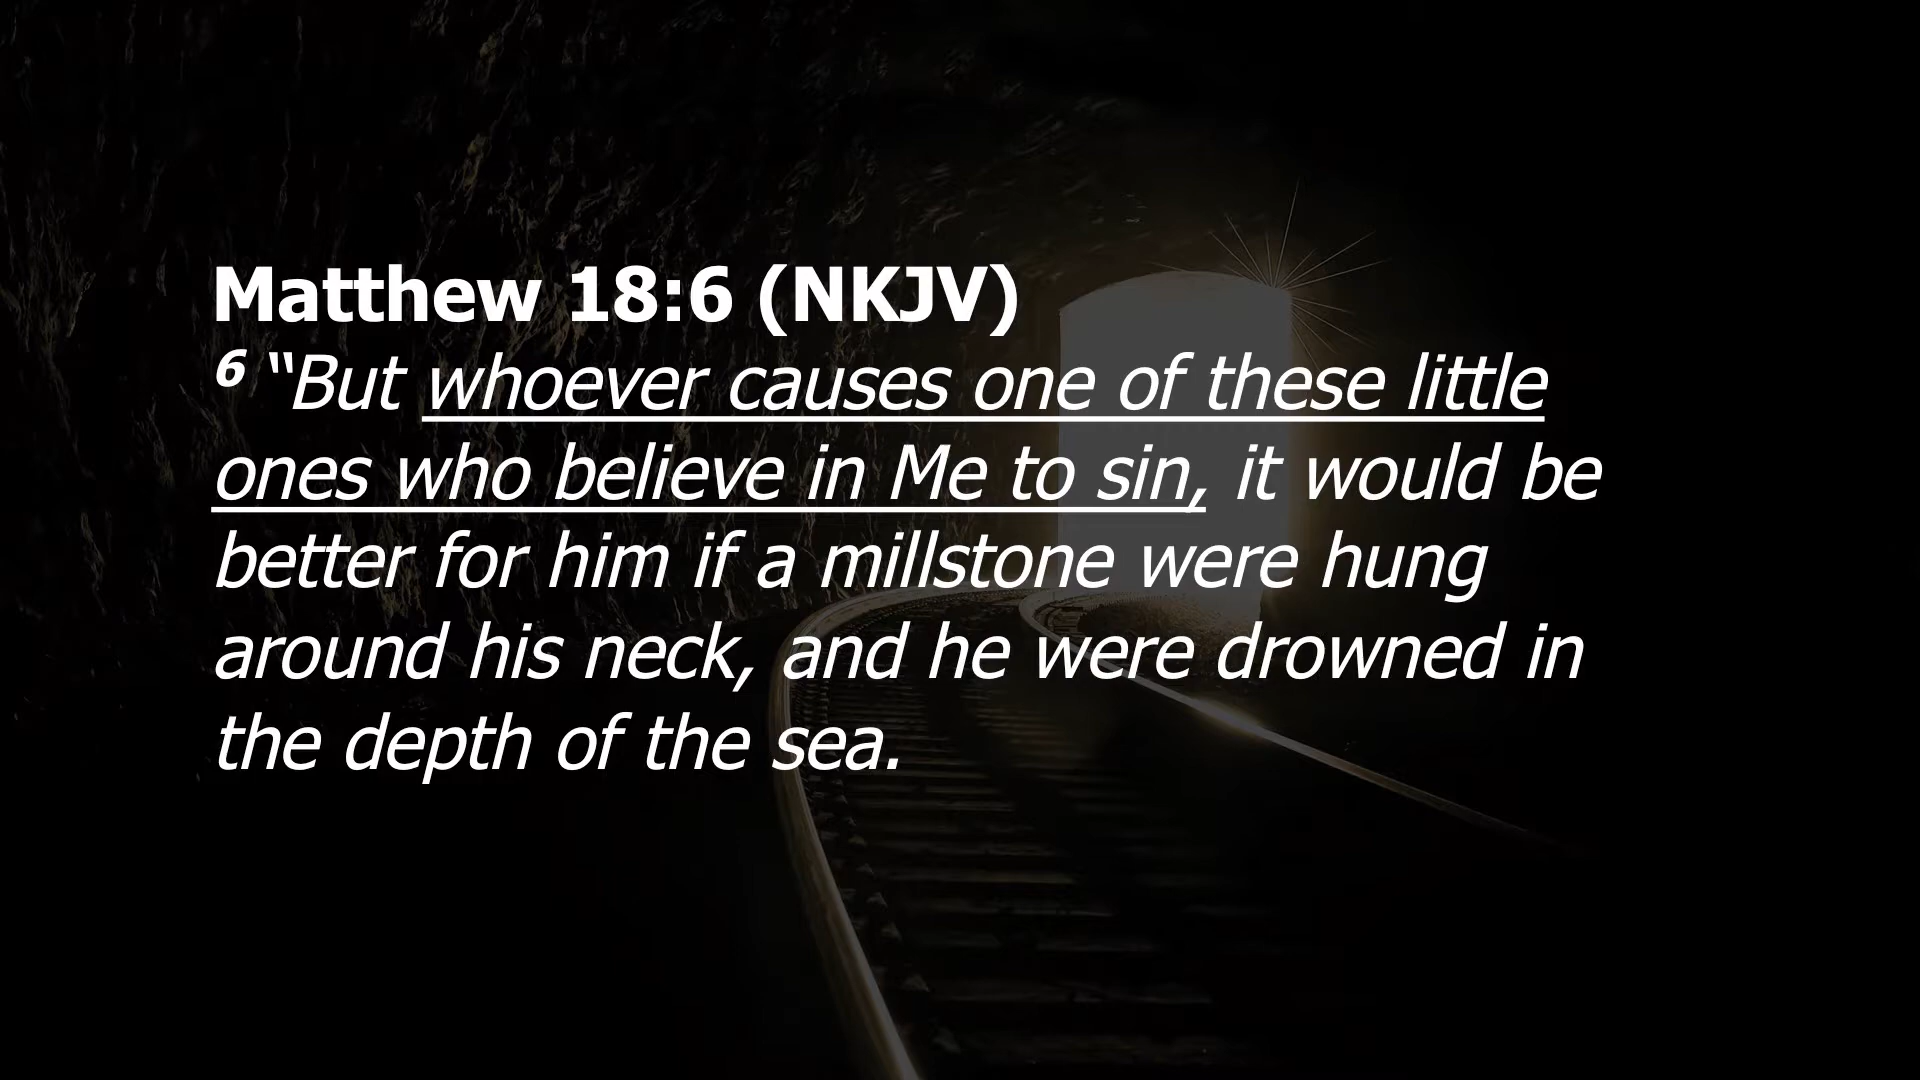 Matthew 18:6 (NKJV)
6 “But whoever causes one of these little
ones who believe in Me to sin, it would be
better for him if a millstone were hung
around his neck, and he were drowned in
the depth of the sea.